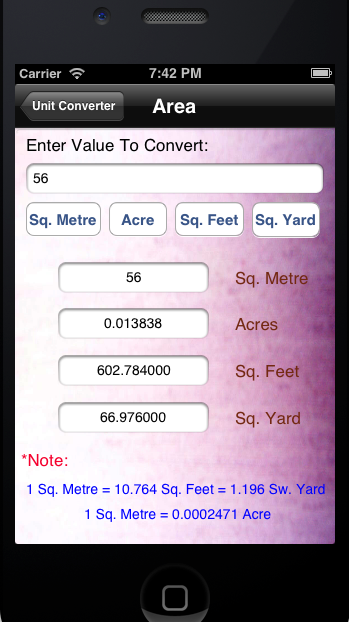 Carrier 7:42 PM
Unit Converter Area
Enter Value To Convert:
56
Sq. Metre Acre Sq. Feet Sq. Yard
56 Sq. Metre
0.013838 Acres
602.784000 Sq. Feet
66.976000 Sq. Yard
*Note:
1 Sq. Metre = 10.764 Sq. Feet = 1.196 Sw. Yard
1 Sq. Metre = 0.0002471 Acre